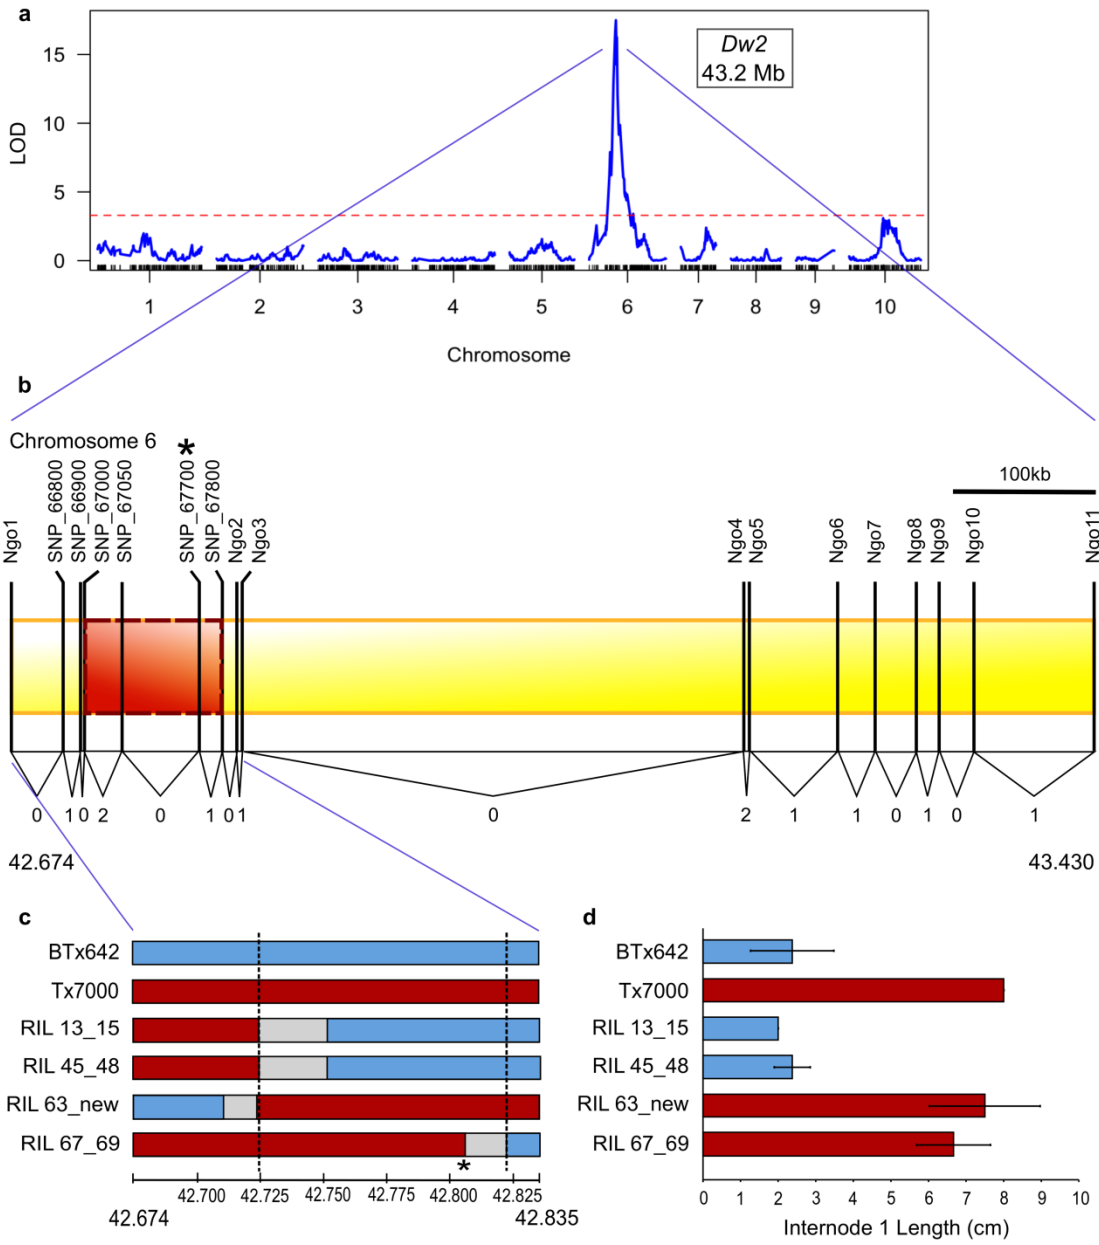 a
LOD
15
10
5
0
Dw2
43.2 Mb
1 2 3 4 5 6 7 8 9 10
Chromosome
b
Chromosome 6
*
100kb
Ngo1
SNP_66800
SNP_66900
SNP_67000
SNP_67050
SNP_67700
SNP_67800
Ngo2
Ngo3
Ngo4
Ngo5
Ngo6
Ngo7
Ngo8
Ngo9
Ngo10
Ngo11
0 1 0 2 0 1 0 1 0 2 1 1 0 1 0 1
42.674 43.430
c
BTx642
Tx7000
RIL 13_15
RIL 45_48
RIL 63_new
RIL 67_69
*
42.700 42.725 42.750 42.775 42.800 42.825
42.674 42.835
d
BTx642
Tx7000
RIL 13_15
RIL 45_48
RIL 63_new
RIL 67_69
0 1 2 3 4 5 6 7 8 9 10
Internode 1 Length (cm)